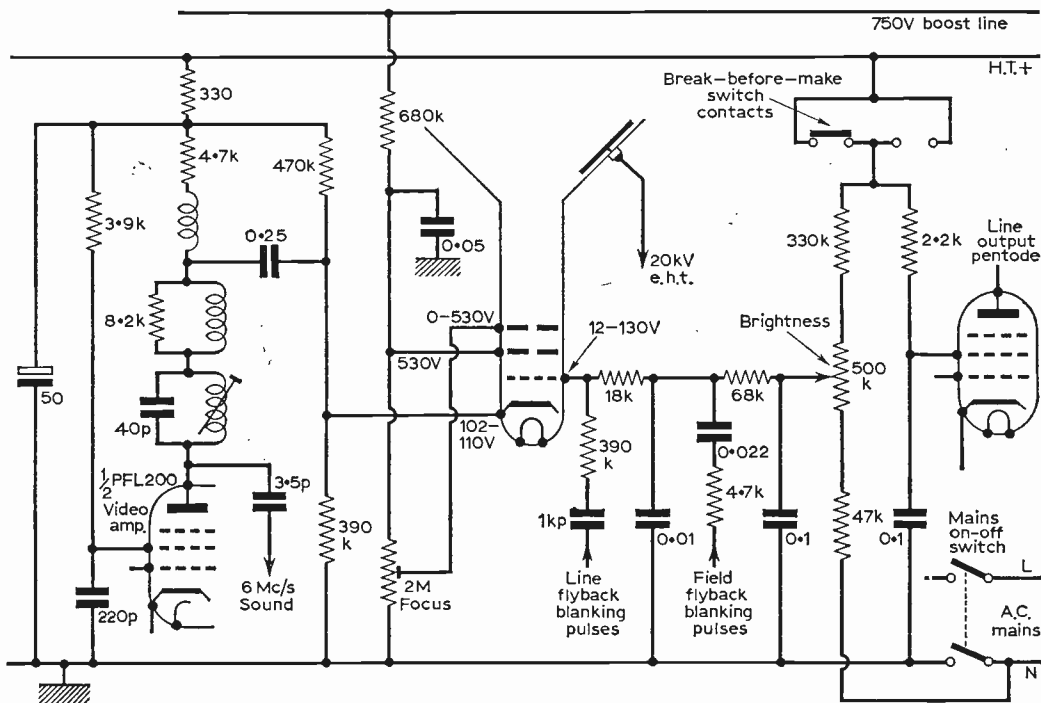 750V boost line
H.T.+
330
Break-before-make
switch
contacts
680k
4·7k
470k
3·9k
0·25
0·05
20kV
e.h.t.
330k
2·2k
Line
output
pentode
8·2k
0-530V
12-130V
Brightness
530V
500
k
50
18k
68k
40p
102-
110V
390
k
0·022
½PFL200
Video
amp.
3·5p
4·7k
390
k
1kp
0·01
0·1
47k
0·1
Mains
on-off
switch
L
6 Mc/s
Sound
2M
Focus
Line
flyback
blanking
pulses
Field
flyback
blanking
pulses
A.C.
mains
220p
N